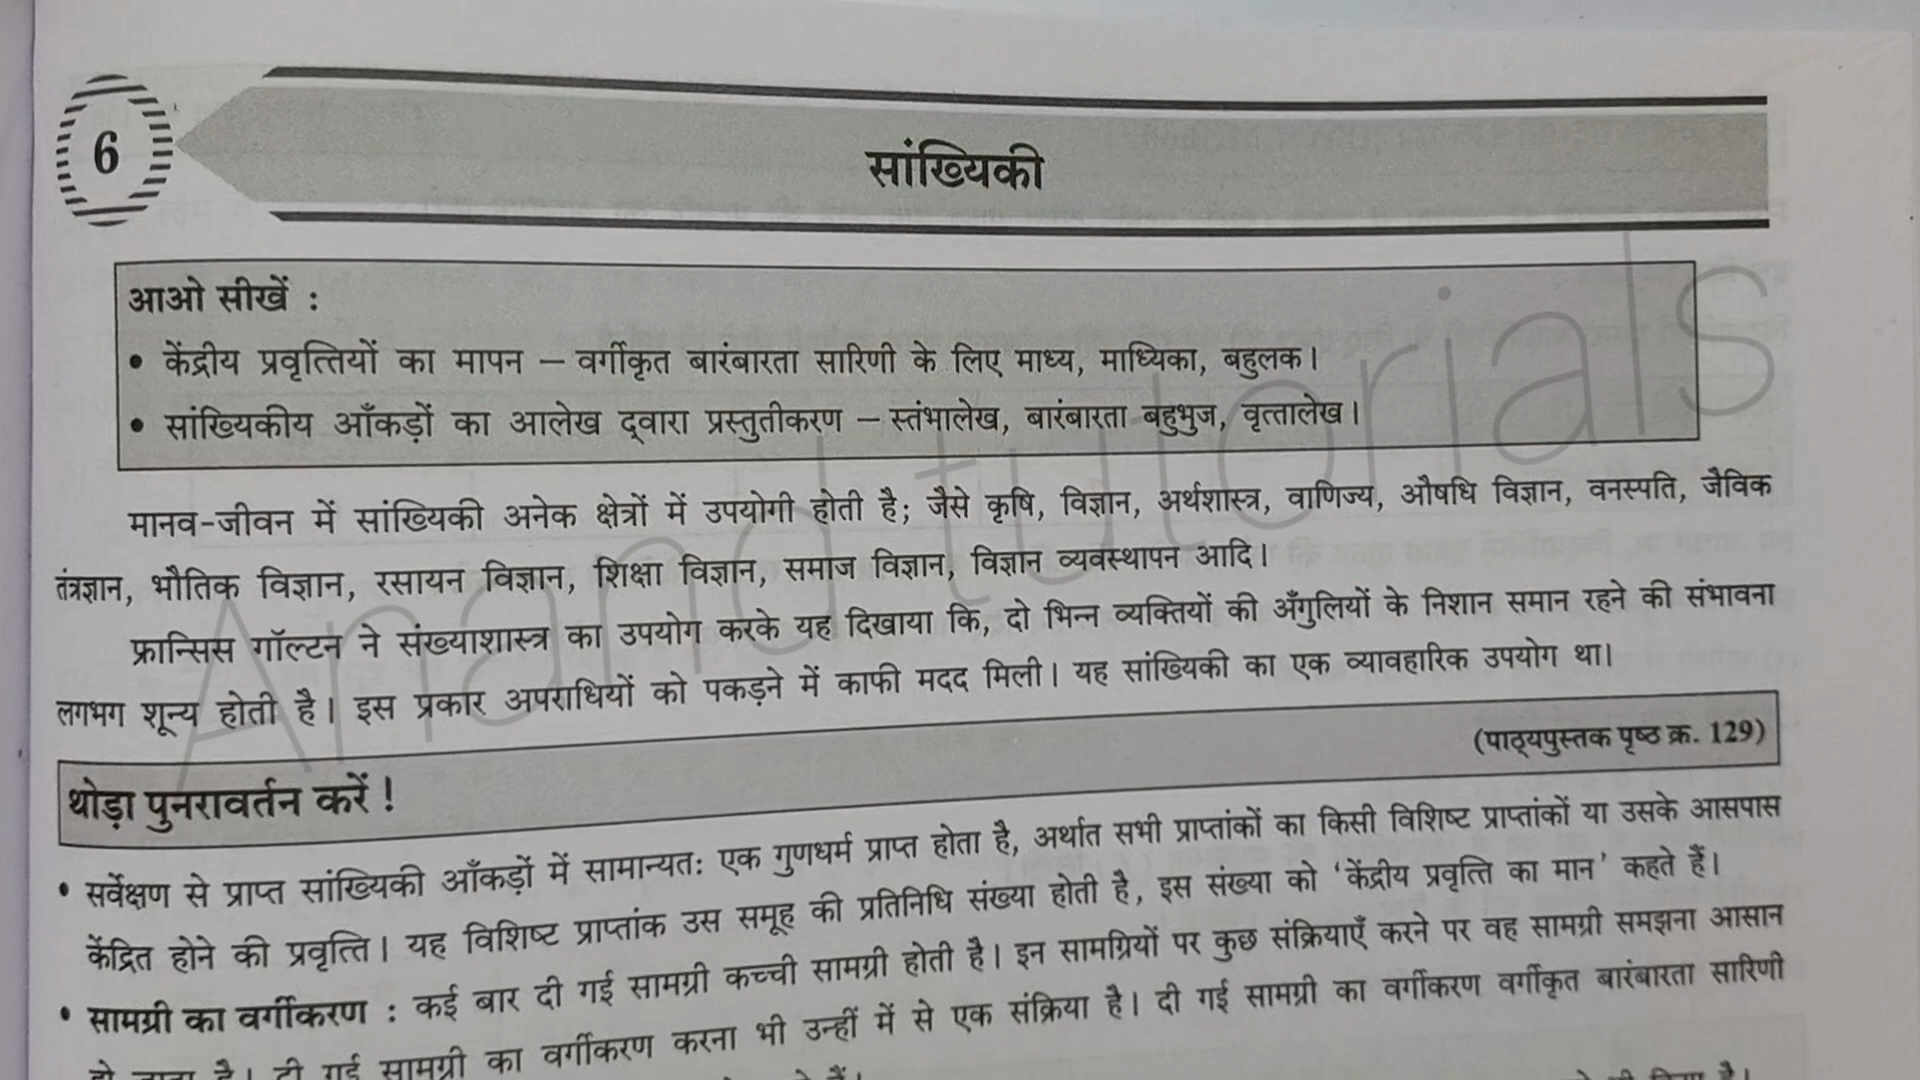 6
सांख्यिकी
आओ सीखें :
• केंद्रीय प्रवृत्तियों का मापन – वर्गीकृत बारंबारता सारिणी के लिए माध्य, माध्यिका, बहुलक।
• सांख्यिकीय आँकड़ों का आलेख द्वारा प्रस्तुतीकरण – स्तंभालेख, बारंबारता बहुभुज, वृत्तालेख।
मानव-जीवन में सांख्यिकी अनेक क्षेत्रों में उपयोगी होती है; जैसे कृषि, विज्ञान, अर्थशास्त्र, वाणिज्य, औषधि विज्ञान, वनस्पति, जैविक
तंत्रज्ञान, भौतिक विज्ञान, रसायन विज्ञान, शिक्षा विज्ञान, समाज विज्ञान, विज्ञान व्यवस्थापन आदि।
फ्रान्सिस गॉल्टन ने संख्याशास्त्र का उपयोग करके यह दिखाया कि, दो भिन्न व्यक्तियों की अँगुलियों के निशान समान रहने की संभावना
लगभग शून्य होती है। इस प्रकार अपराधियों को पकड़ने में काफी मदद मिली। यह सांख्यिकी का एक व्यावहारिक उपयोग था।
थोड़ा पुनरावर्तन करें ! (पाठ्यपुस्तक पृष्ठ क्र. 129)
• सर्वेक्षण से प्राप्त सांख्यिकी आँकड़ों में सामान्यतः एक गुणधर्म प्राप्त होता है, अर्थात सभी प्राप्तांकों का किसी विशिष्ट प्राप्तांकों या उसके आसपास
केंद्रित होने की प्रवृत्ति। यह विशिष्ट प्राप्तांक उस समूह की प्रतिनिधि संख्या होती है, इस संख्या को 'केंद्रीय प्रवृत्ति का मान' कहते हैं।
• सामग्री का वर्गीकरण : कई बार दी गई सामग्री कच्ची सामग्री होती है। इन सामग्रियों पर कुछ संक्रियाएँ करने पर वह सामग्री समझना आसान
हो जाता है। दी गई सामग्री का वर्गीकरण करना भी उन्हीं में से एक संक्रिया है। दी गई सामग्री का वर्गीकरण वर्गीकृत बारंबारता सारिणी
Anand tutorials